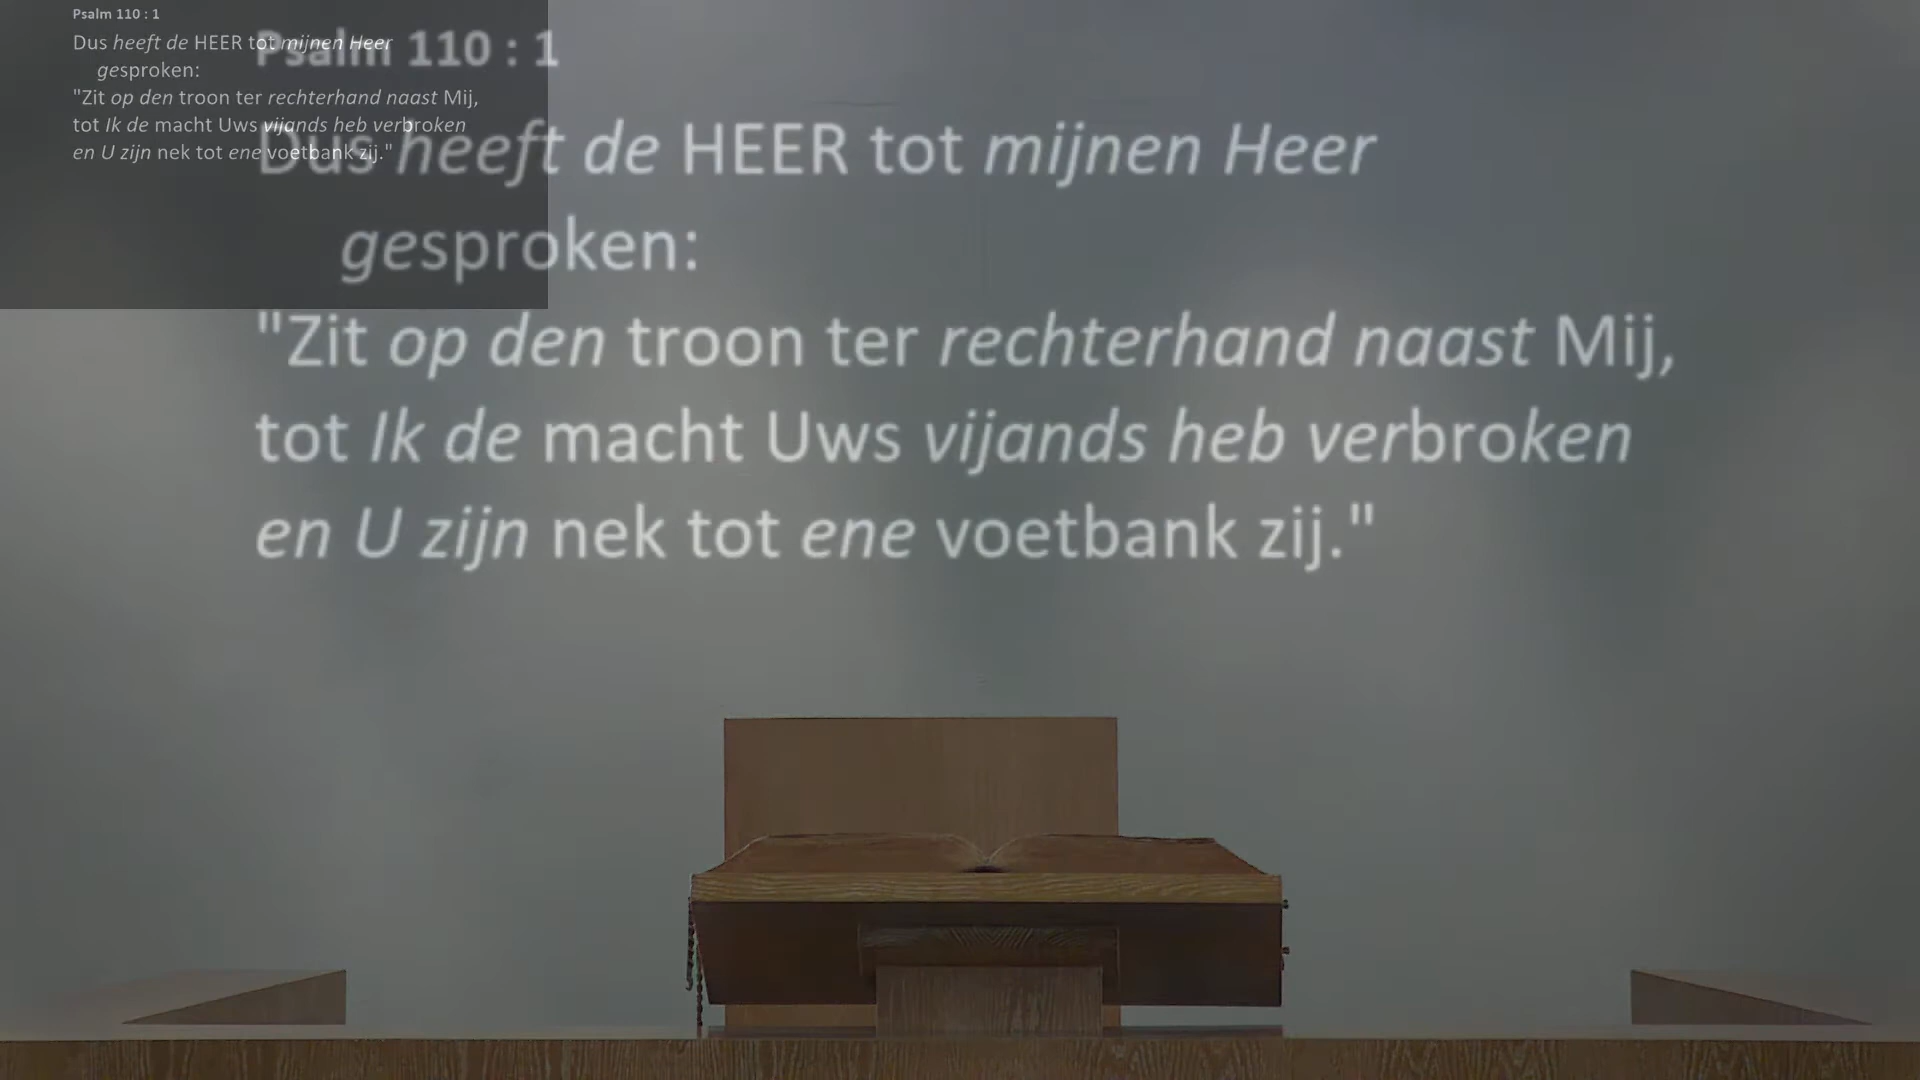 Psalm 110 : 1
Dus heeft de HEER tot mijnen Heer
gesproken:
"Zit op den troon ter rechterhand naast Mij,
tot Ik de macht Uws vijands heb verbroken
en U zijn nek tot ene voetbank zij."
Psalm 110 : 1
Dus heeft de HEER tot mijnen Heer
gesproken:
"Zit op den troon ter rechterhand naast Mij,
tot Ik de macht Uws vijands heb verbroken
en U zijn nek tot ene voetbank zij."